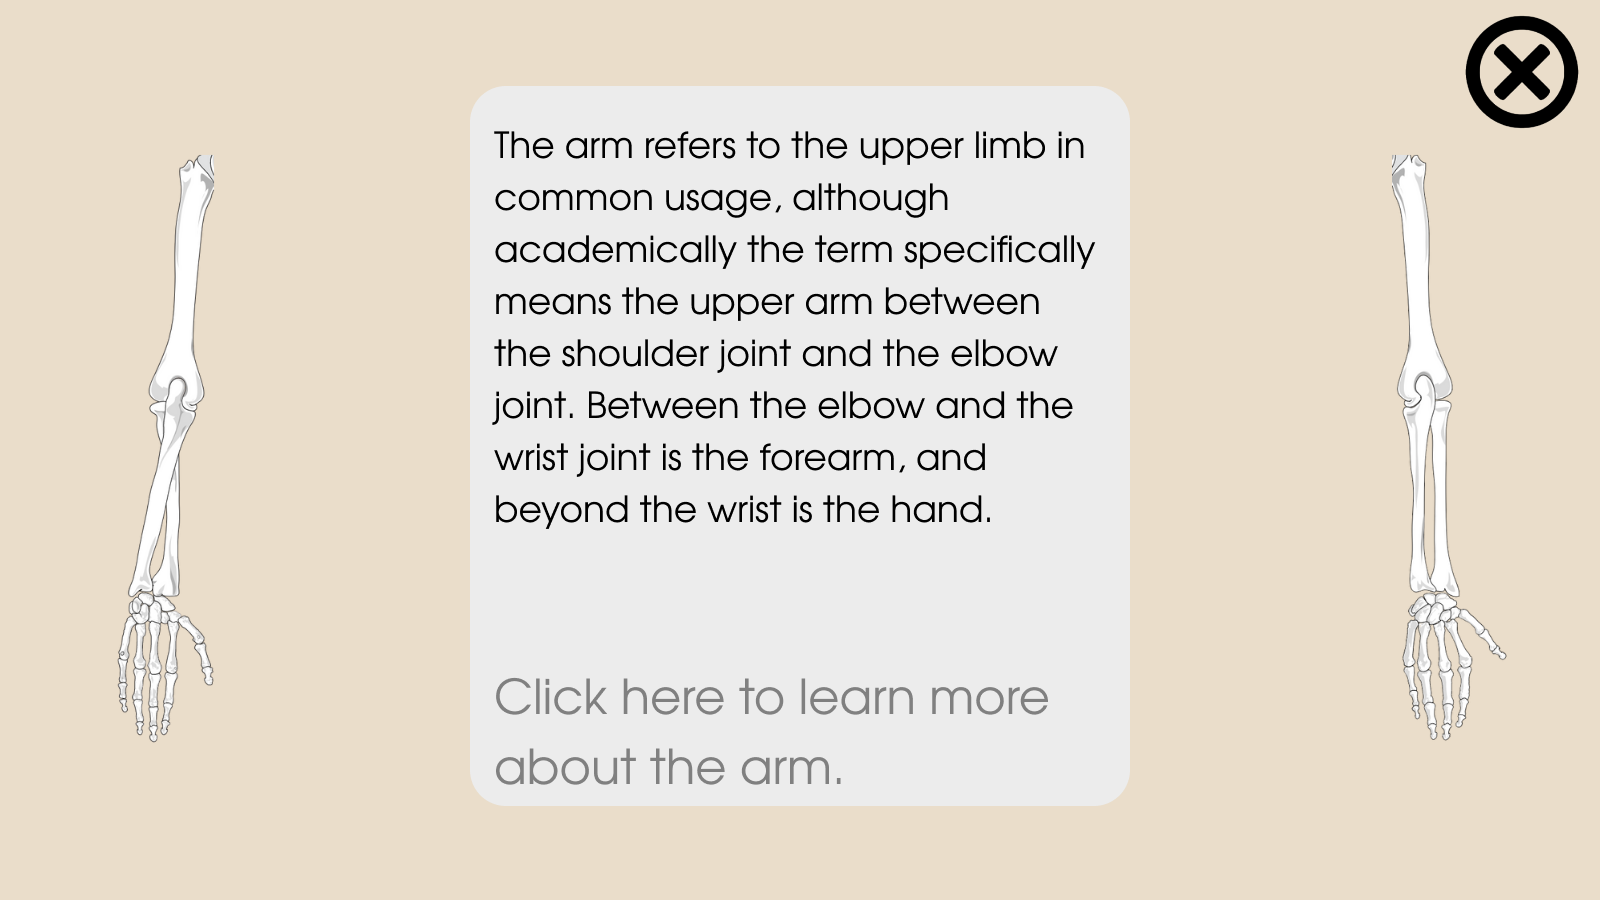 The arm refers to the upper limb in
common usage, although
academically the term specifically
means the upper arm between
the shoulder joint and the elbow
joint. Between the elbow and the
wrist joint is the forearm, and
beyond the wrist is the hand.
Click here to learn more
about the arm.